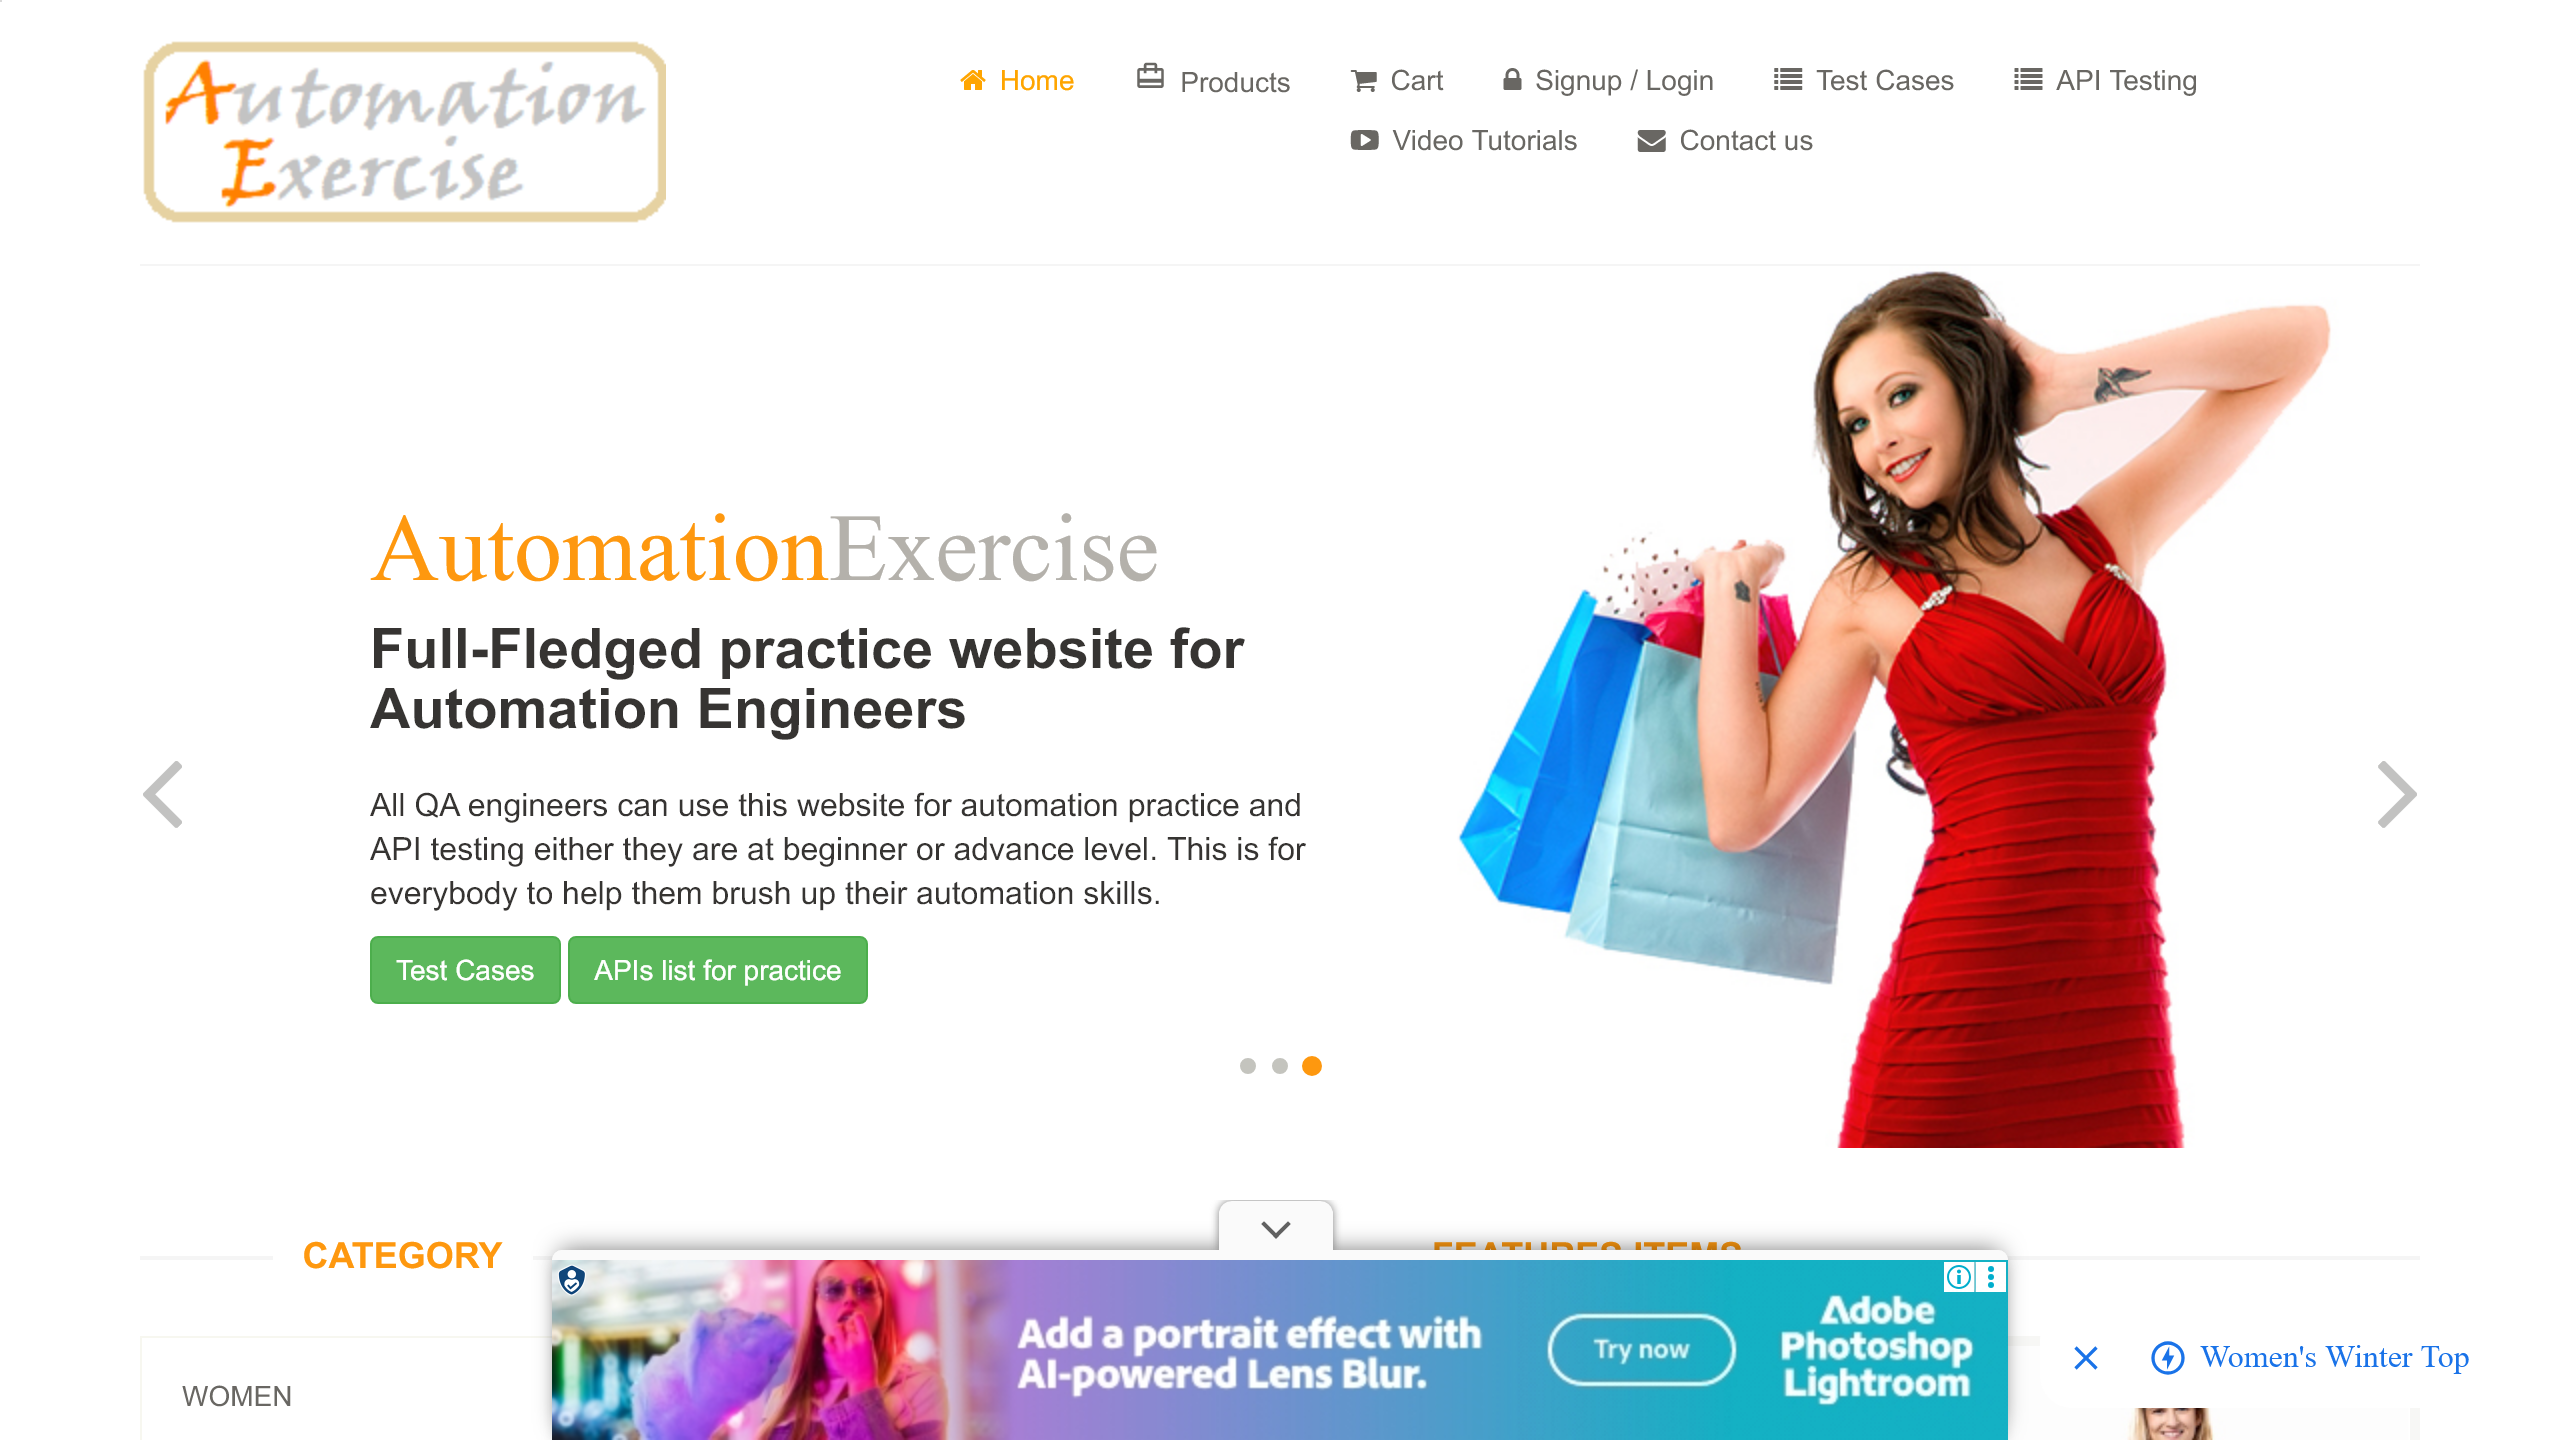 Automation
Exercise
Home
Products
Cart
Signup / Login
Test Cases
API Testing
Video Tutorials
Contact us
AutomationExercise
Full-Fledged practice website for
Automation Engineers
All QA engineers can use this website for automation practice and
API testing either they are at beginner or advance level. This is for
everybody to help them brush up their automation skills.
Test Cases
APIs list for practice
CATEGORY
FEATURES ITEMS
WOMEN
Add a portrait effect with
AI-powered Lens Blur.
Try now
Adobe
Photoshop
Lightroom
Women's Winter Top